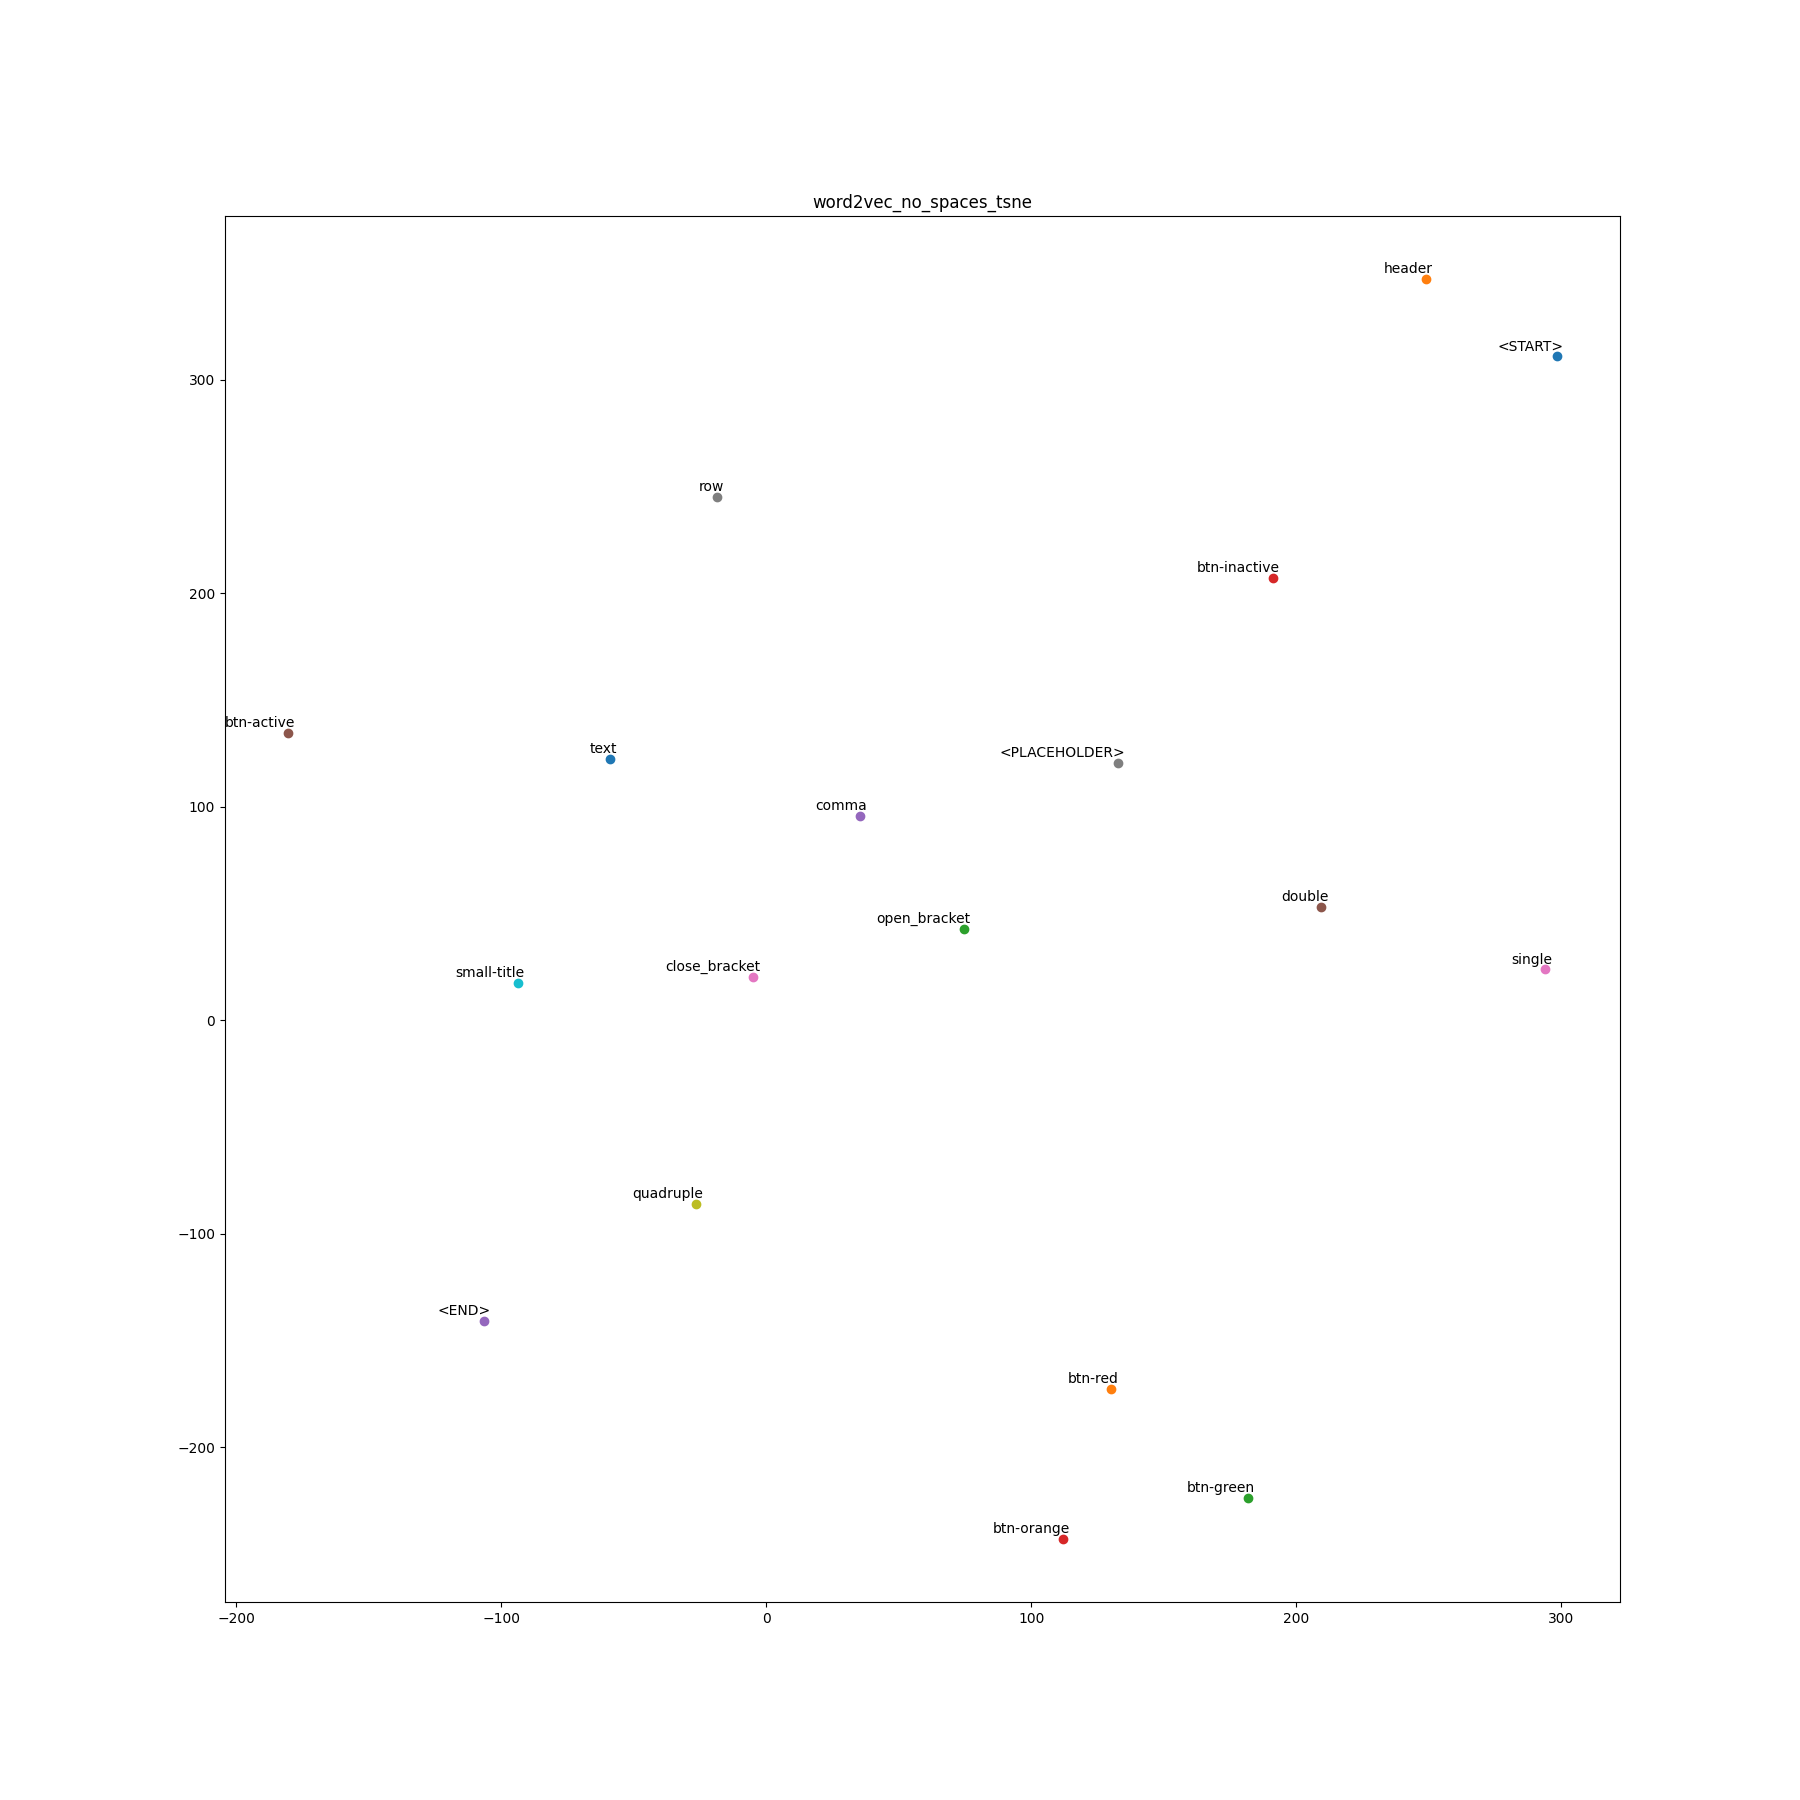 word2vec_no_spaces_tsne
header
<START>
300
row
200
btn-inactive
btn-active
text
<PLACEHOLDER>
100
comma
double
open_bracket
single
close_bracket
small-title
0
quadruple
−100
<END>
btn-red
−200
btn-green
btn-orange
−200 −100 0 100 200 300